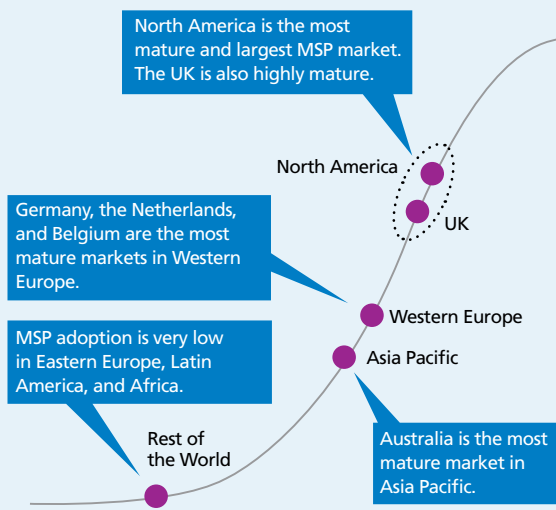 North America is the most
mature and largest MSP market.
The UK is also highly mature.
North America
UK
Germany, the Netherlands,
and Belgium are the most
mature markets in Western
Europe.
Western Europe
MSP adoption is very low
in Eastern Europe, Latin
America, and Africa.
Asia Pacific
Rest of
the World
Australia is the most
mature market in
Asia Pacific.